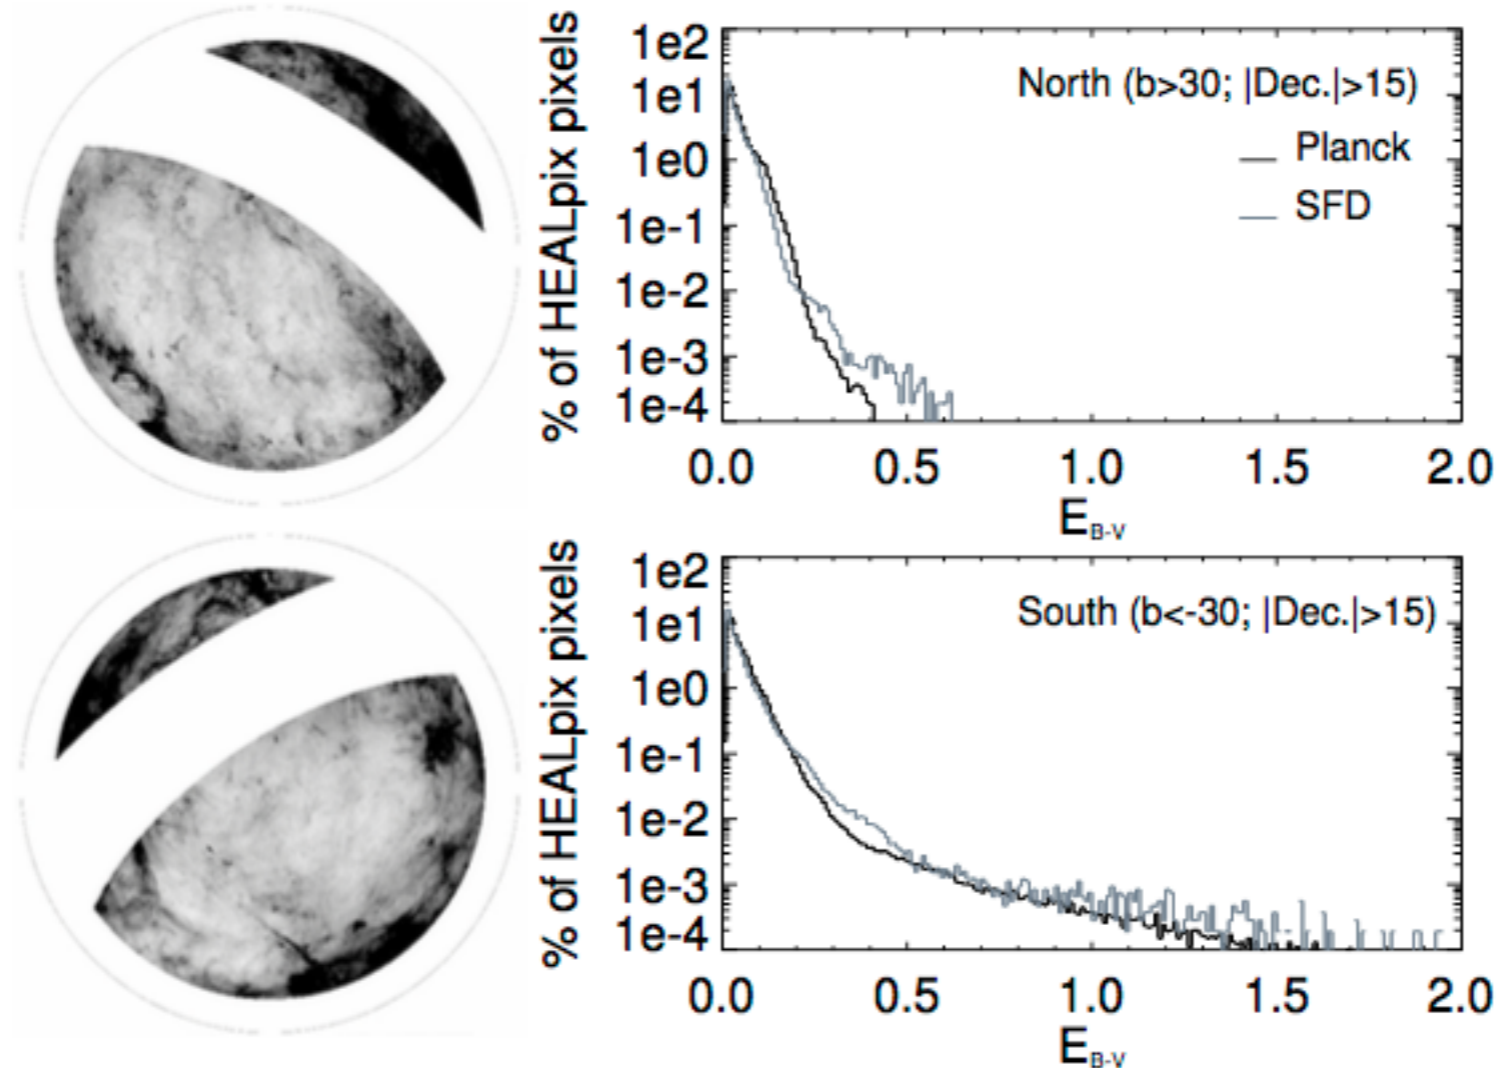 % of HEALpix pixels
1e2
1e1
1e0
1e-1
1e-2
1e-3
1e-4
North (b>30; |Dec.|>15)
Planck
SFD
0.0 0.5 1.0 1.5 2.0
E B-V
% of HEALpix pixels
1e2
1e1
1e0
1e-1
1e-2
1e-3
1e-4
South (b<-30; |Dec.|>15)
0.0 0.5 1.0 1.5 2.0
E B-V